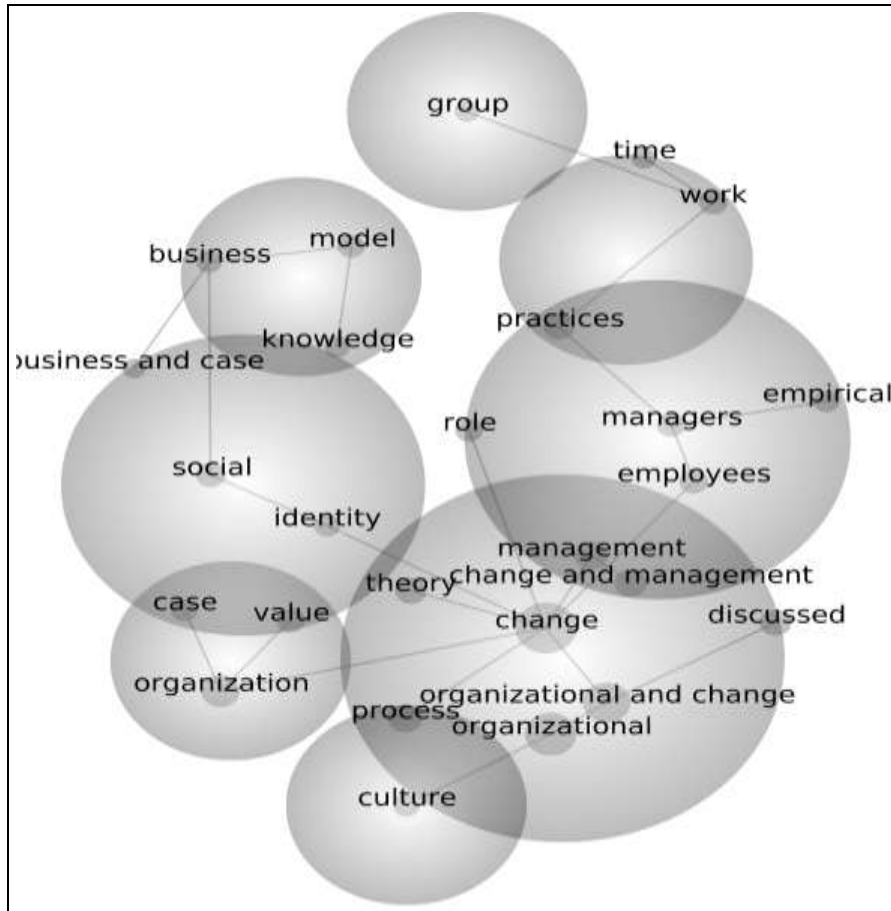 group
time
work
model
business
practices
knowledge
business and case
empirical
managers
role
social
employees
identity
management
change and management
theory
case
value
discussed
change
organization
organizational and change
process
organizational
culture